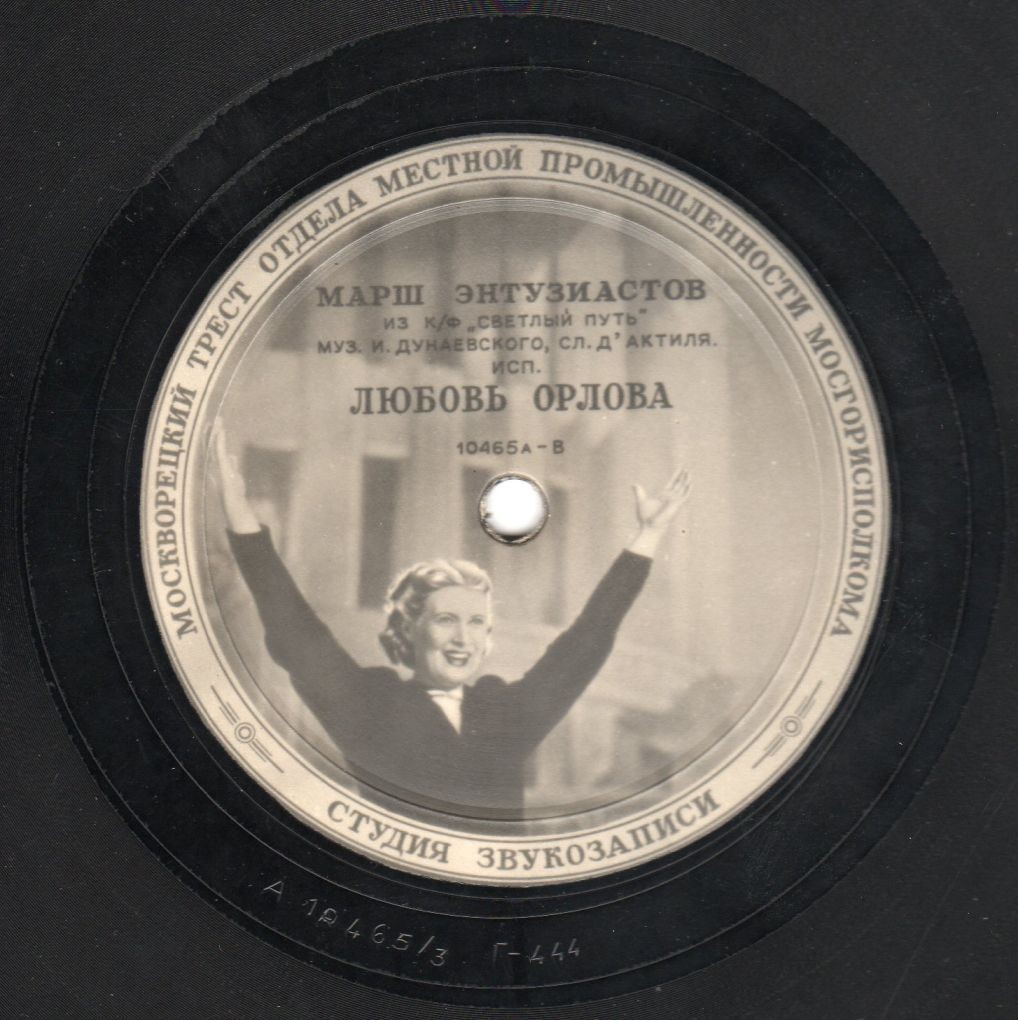 МОСКВОРЕЦКИЙ ТРЕСТ ОТДЕЛА МЕСТНОЙ ПРОМЫШЛЕННОСТИ МОСГОРИСПОЛКОМА
МАРШ ЭНТУЗИАСТОВ
ИЗ К/Ф „СВЕТЛЫЙ ПУТЬ"
МУЗ. И. ДУНАЕВСКОГО, СЛ. Д'АКТИЛЯ.
ИСП.
ЛЮБОВЬ ОРЛОВА
10465А-В
СТУДИЯ ЗВУКОЗАПИСИ
А 10465/3 Г-444